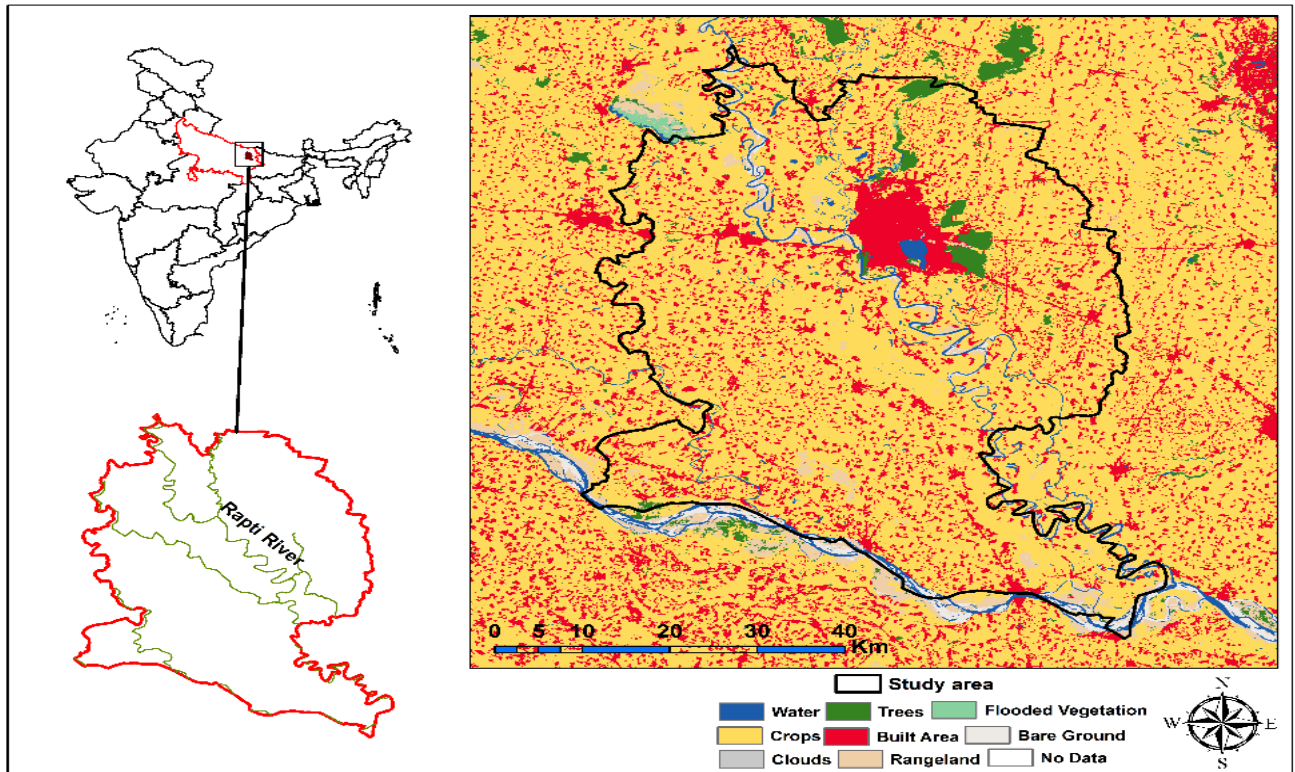 Rapti River
0 5 10 20 30 40
Km
Study area
Water Trees Flooded Vegetation
Crops Built Area Bare Ground
Clouds Rangeland No Data
N
W E
S